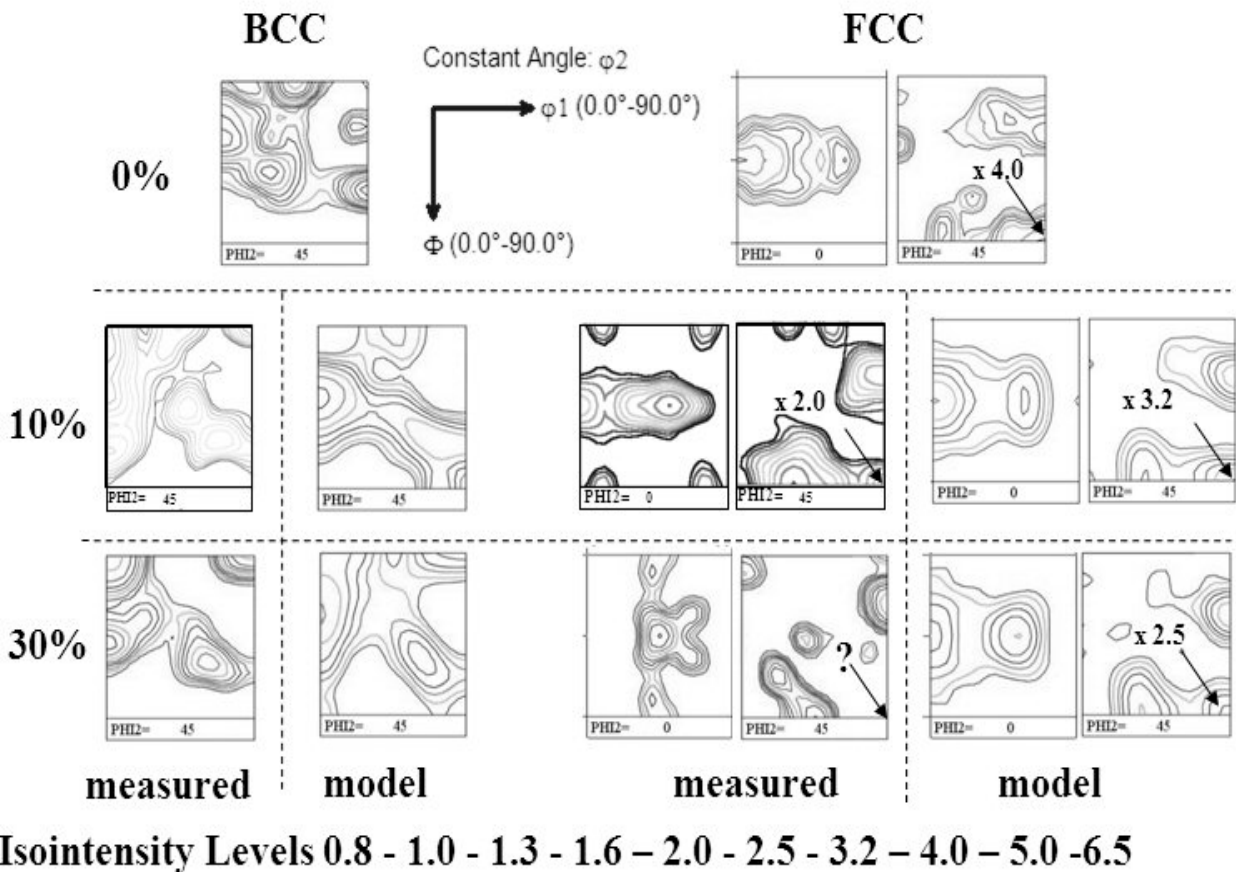 BCC
FCC
Constant Angle: φ2
φ1 (0.0°-90.0°)
Φ (0.0°-90.0°)
0%
x 4.0
PHI2= 45
PHI2= 0
PHI2= 45
10%
x 2.0
x 3.2
PHI2= 45
PHI2= 45
PHI2= 0
PHI2= 45
PHI2= 0
PHI2= 45
30%
?
x 2.5
PHI2= 45
PHI2= 45
PHI2= 0
PHI2= 45
PHI2= 0
PHI2= 45
measured
model
measured
model
Isointensity Levels 0.8 - 1.0 - 1.3 - 1.6 – 2.0 - 2.5 - 3.2 – 4.0 – 5.0 -6.5